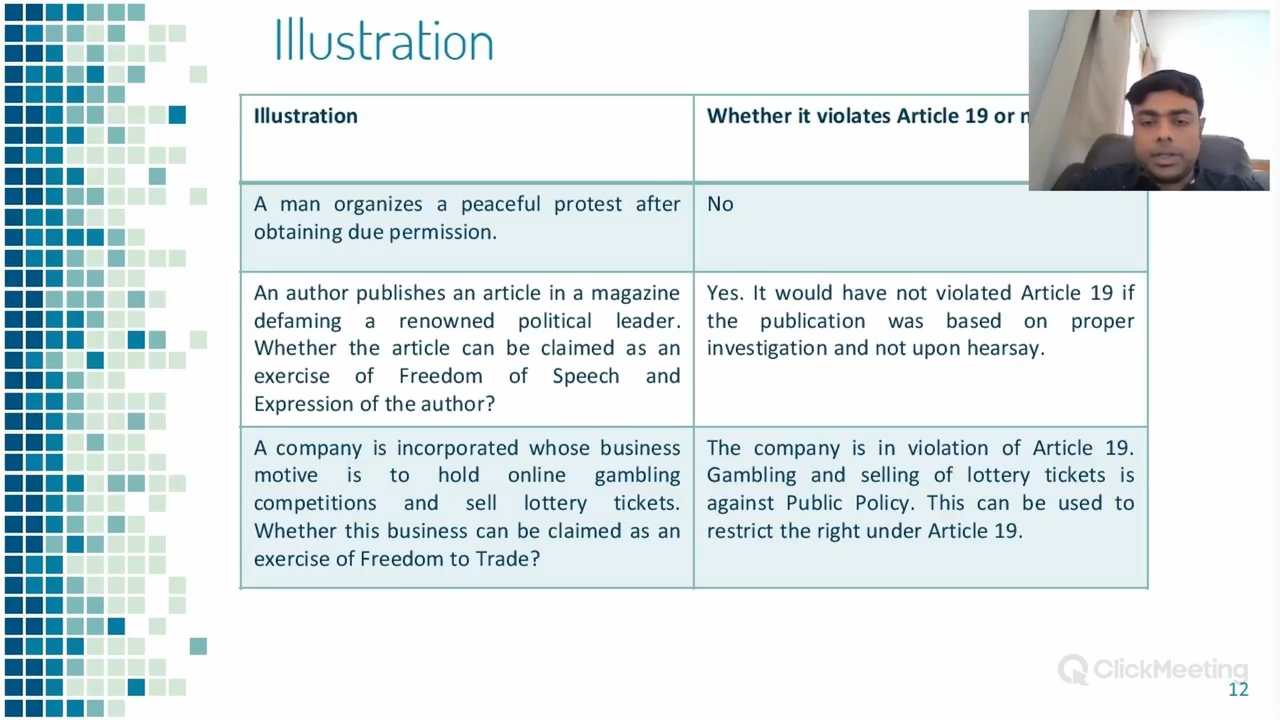 Illustration
Illustration
Whether it violates Article 19 or
A man organizes a peaceful protest after
obtaining due permission.
No
An author publishes an article in a magazine
defaming a renowned political leader.
Whether the article can be claimed as an
exercise of Freedom of Speech and
Expression of the author?
Yes. It would have not violated Article 19 if
the publication was based on proper
investigation and not upon hearsay.
A company is incorporated whose business
motive is to hold online gambling
competitions and sell lottery tickets.
Whether this business can be claimed as an
exercise of Freedom to Trade?
The company is in violation of Article 19.
Gambling and selling of lottery tickets is
against Public Policy. This can be used to
restrict the right under Article 19.
ClickMeeting
12